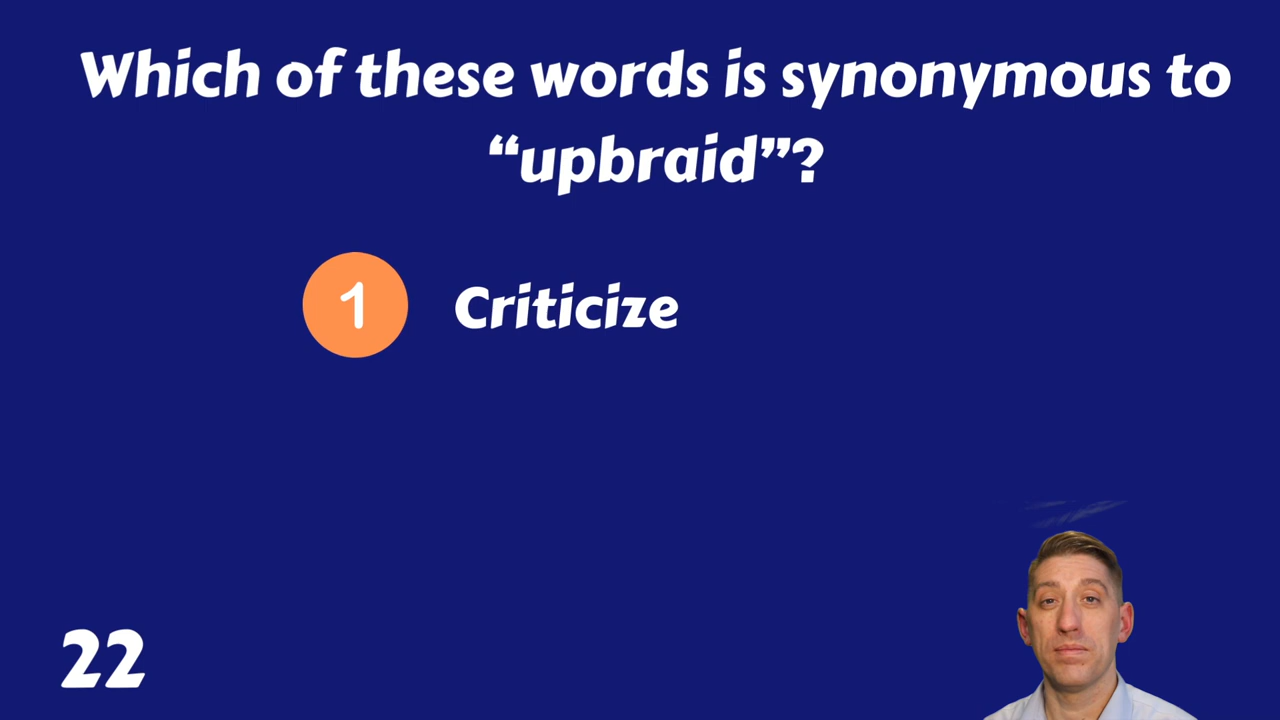 Which of these words is synonymous to
“upbraid”?
1 Criticize
22